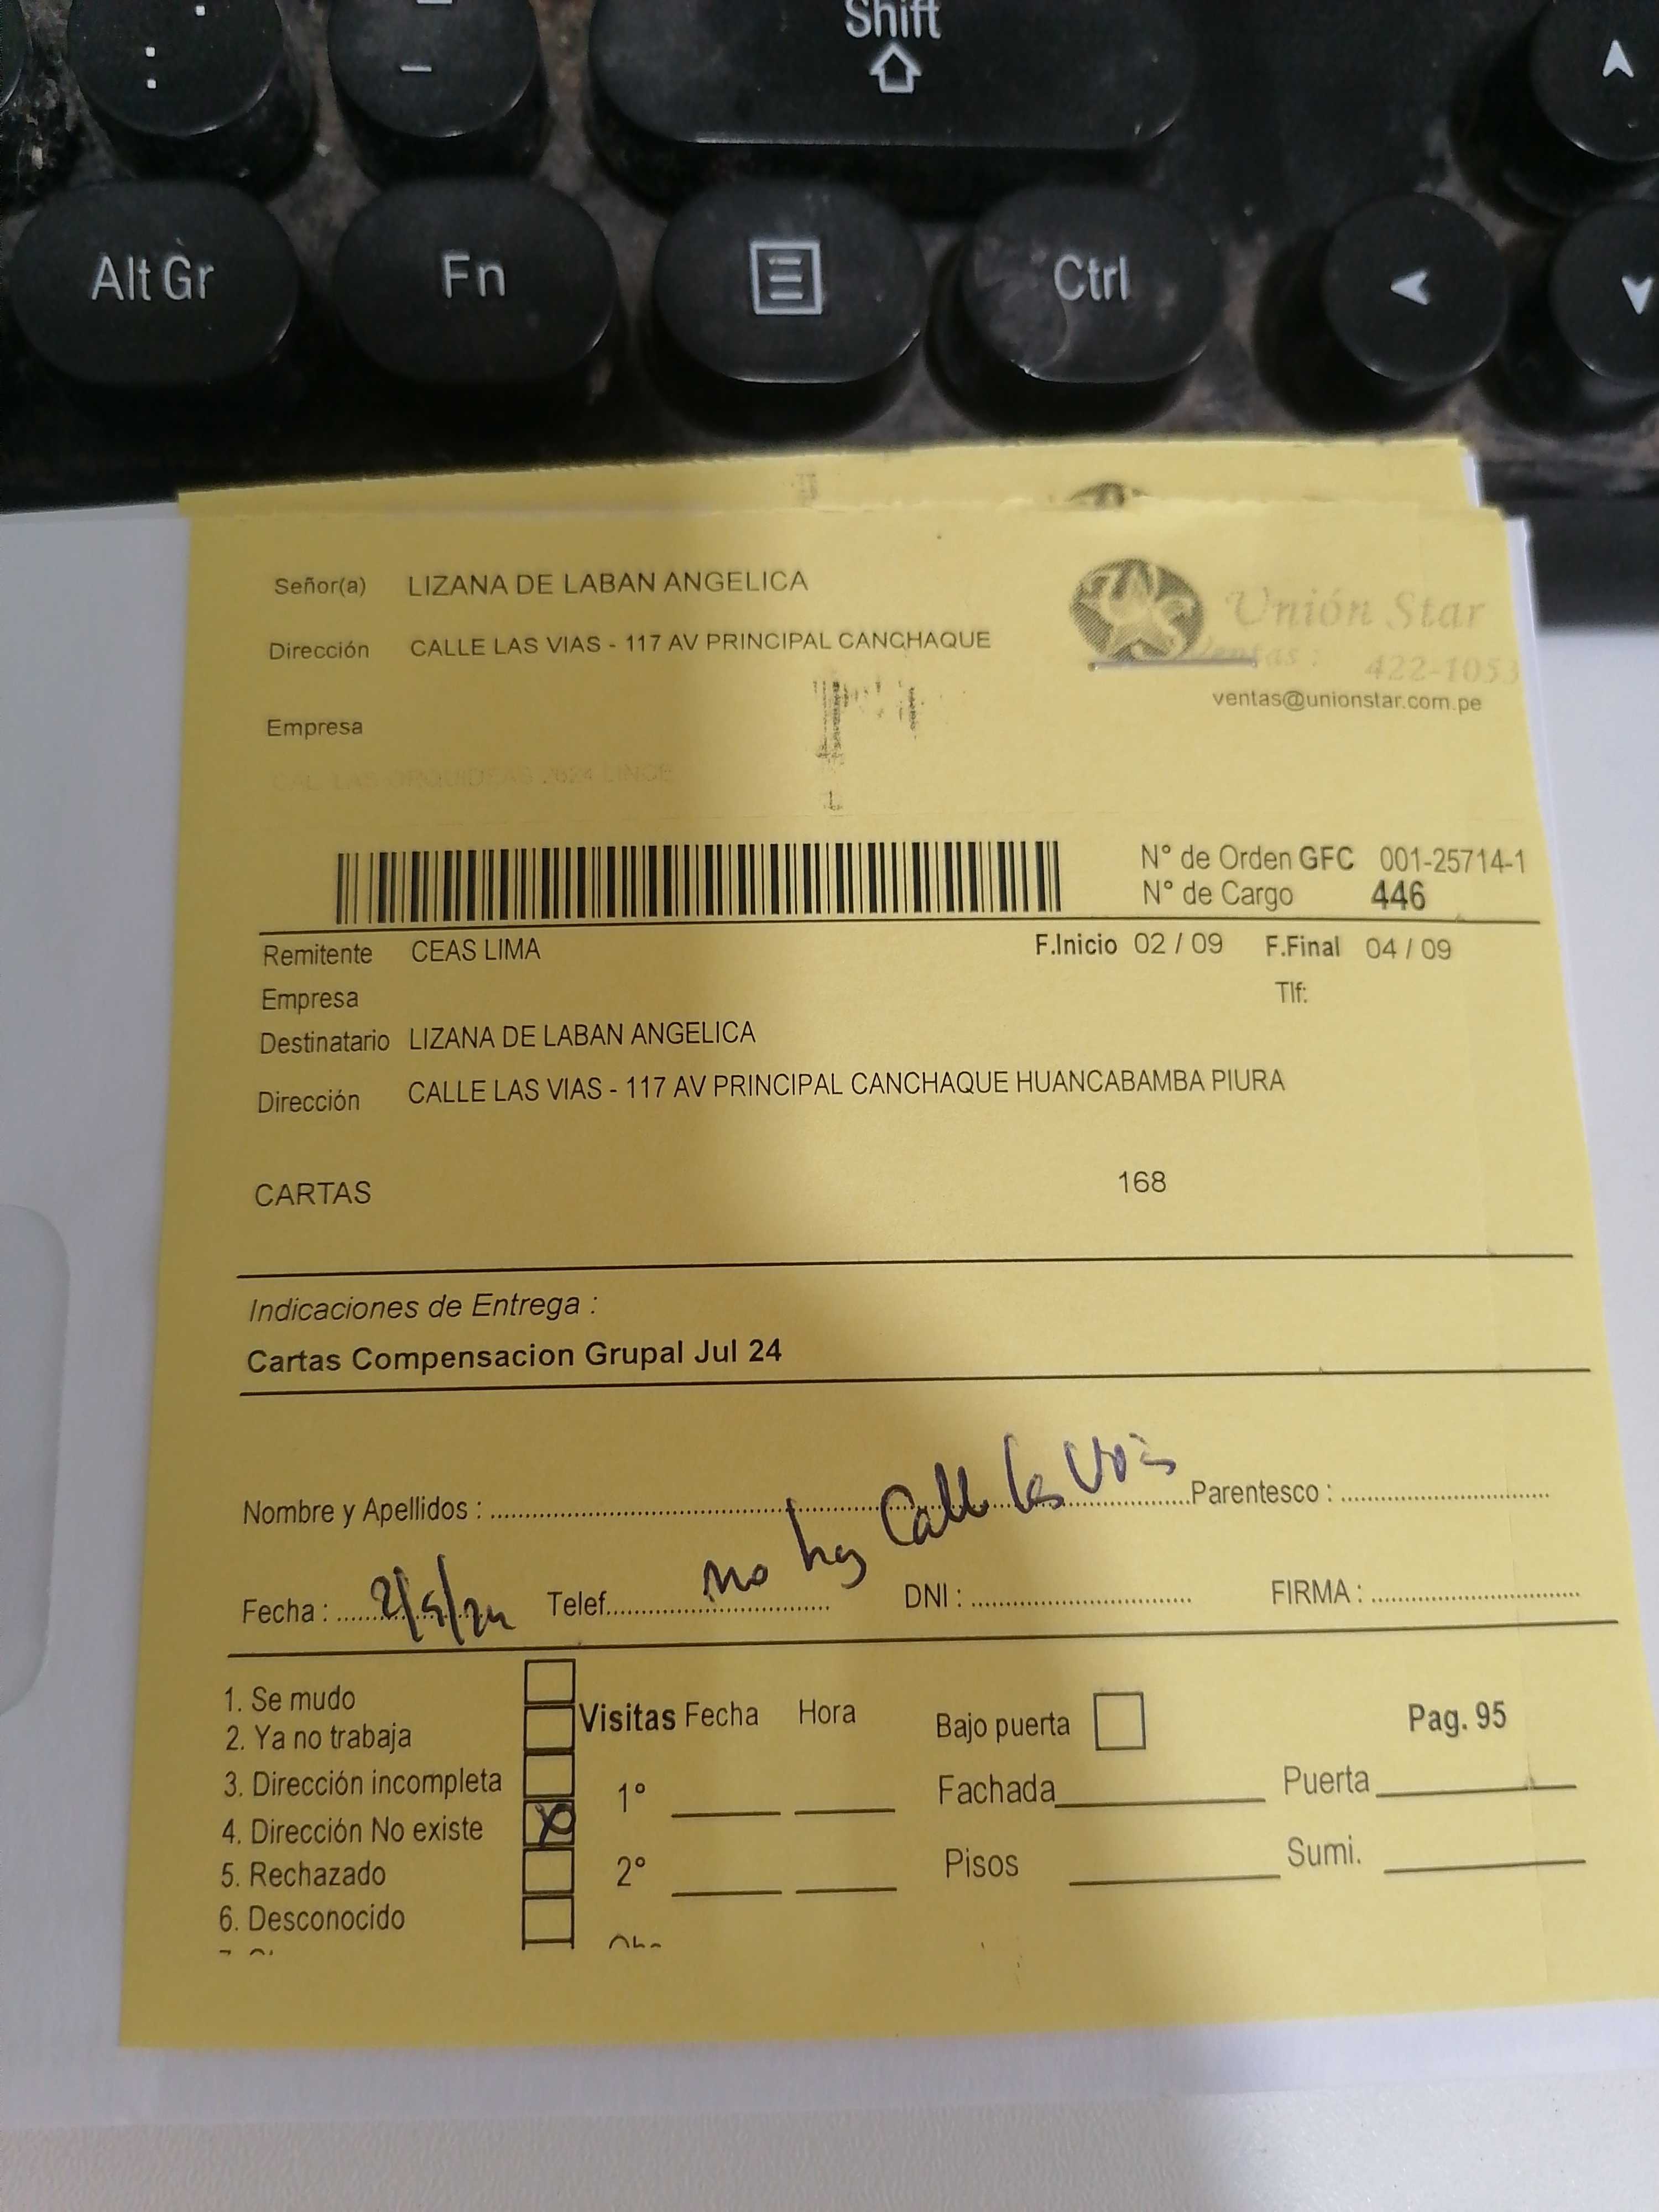 Shift
Alt Gr
Fn
Ctrl
Señor(a) LIZANA DE LABAN ANGELICA
Dirección CALLE LAS VIAS - 117 AV PRINCIPAL CANCHAQUE
Unión Star
Ventas : 422-1053
ventas@unionstar.com.pe
Empresa
CAL. LAS ORQUIDEAS 2624 LINCE
N° de Orden GFC 001-25714-1
N° de Cargo 446
Remitente CEAS LIMA F.Inicio 02 / 09 F.Final 04 / 09
Empresa Tlf:
Destinatario LIZANA DE LABAN ANGELICA
Dirección CALLE LAS VIAS - 117 AV PRINCIPAL CANCHAQUE HUANCABAMBA PIURA
CARTAS 168
Indicaciones de Entrega :
Cartas Compensacion Grupal Jul 24
no hay Calle las Vias
Nombre y Apellidos : Parentesco :
Fecha : Telef. DNI : FIRMA :
1. Se mudo
2. Ya no trabaja
3. Dirección incompleta
4. Dirección No existe
5. Rechazado
6. Desconocido
Visitas Fecha Hora
1°
2°
Bajo puerta Pag. 95
Fachada Puerta
Pisos Sumi.